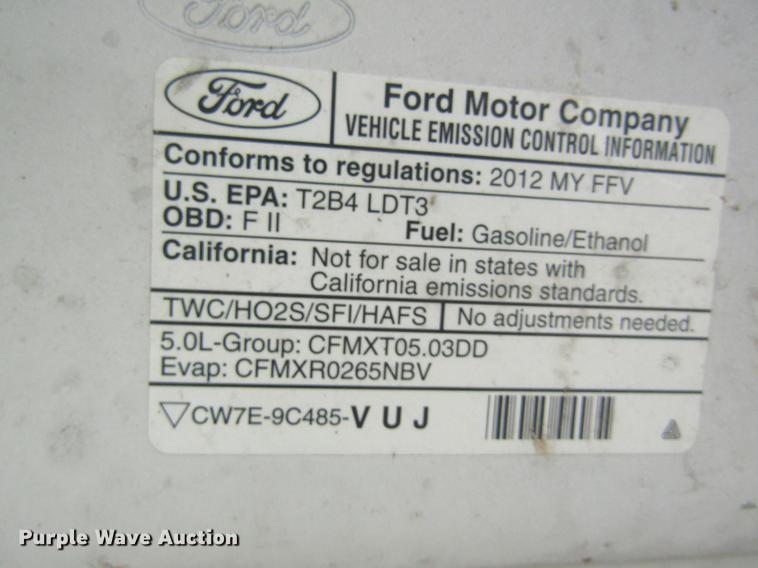 Ford
Ford
Ford Motor Company
VEHICLE EMISSION CONTROL INFORMATION
Conforms to regulations: 2012 MY FFV
U.S. EPA: T2B4 LDT3
OBD: F II Fuel: Gasoline/Ethanol
California: Not for sale in states with
California emissions standards.
TWC/HO2S/SFI/HAFS No adjustments needed.
5.0L-Group: CFMXT05.03DD
Evap: CFMXR0265NBV
CW7E-9C485-VUJ
Purple Wave Auction